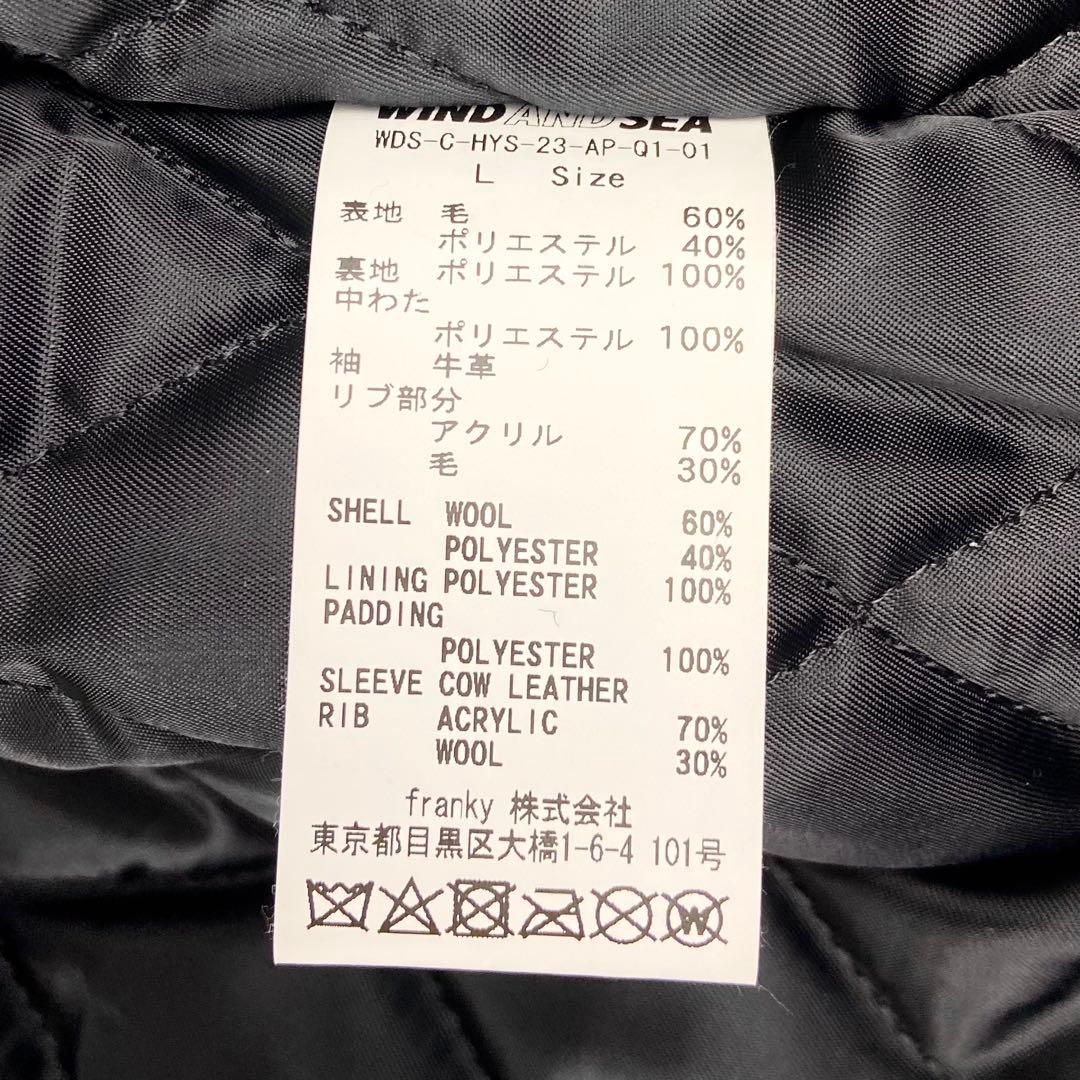 WIND AND SEA
WDS-C-HYS-23-AP-Q1-01
L Size
表地 毛 60%
ポリエステル 40%
裏地 ポリエステル 100%
中わた
ポリエステル 100%
袖 牛革
リブ部分
アクリル 70%
毛 30%
SHELL WOOL 60%
POLYESTER 40%
LINING POLYESTER 100%
PADDING
POLYESTER 100%
SLEEVE COW LEATHER
RIB ACRYLIC 70%
WOOL 30%
franky 株式会社
東京都目黒区大橋1-6-4 101号
W